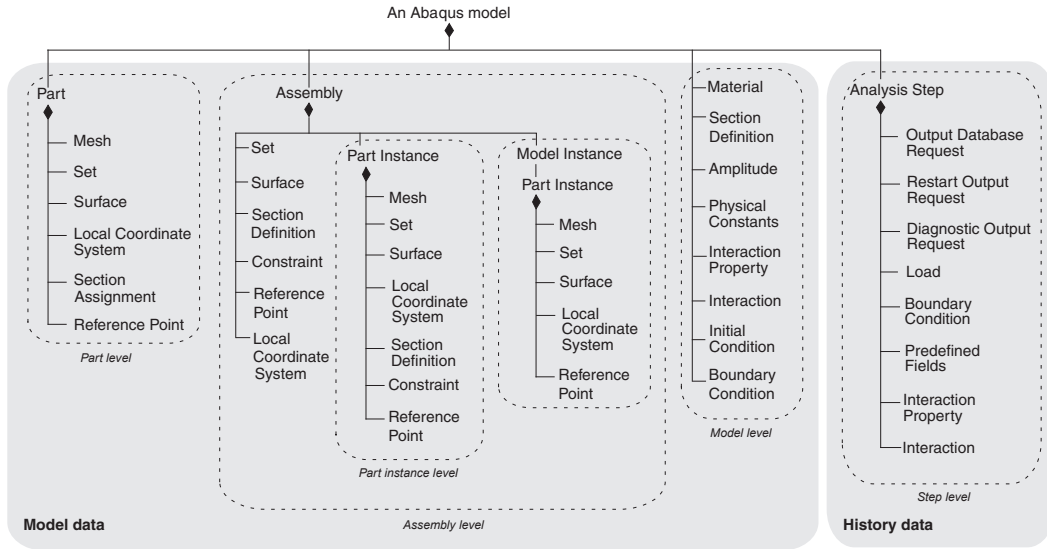 An Abaqus model
Part
Mesh
Set
Surface
Local Coordinate
System
Section
Assignment
Reference Point
Part level
Assembly
Set
Surface
Section
Definition
Constraint
Reference
Point
Local
Coordinate
System
Part Instance
Mesh
Set
Surface
Local
Coordinate
System
Section
Definition
Constraint
Reference
Point
Part instance level
Model Instance
Part Instance
Mesh
Set
Surface
Local
Coordinate
System
Reference
Point
Assembly level
Material
Section
Definition
Amplitude
Physical
Constants
Interaction
Property
Interaction
Initial
Condition
Boundary
Condition
Model level
Model data
Analysis Step
Output Database
Request
Restart Output
Request
Diagnostic Output
Request
Load
Boundary
Condition
Predefined
Fields
Interaction
Property
Interaction
Step level
History data